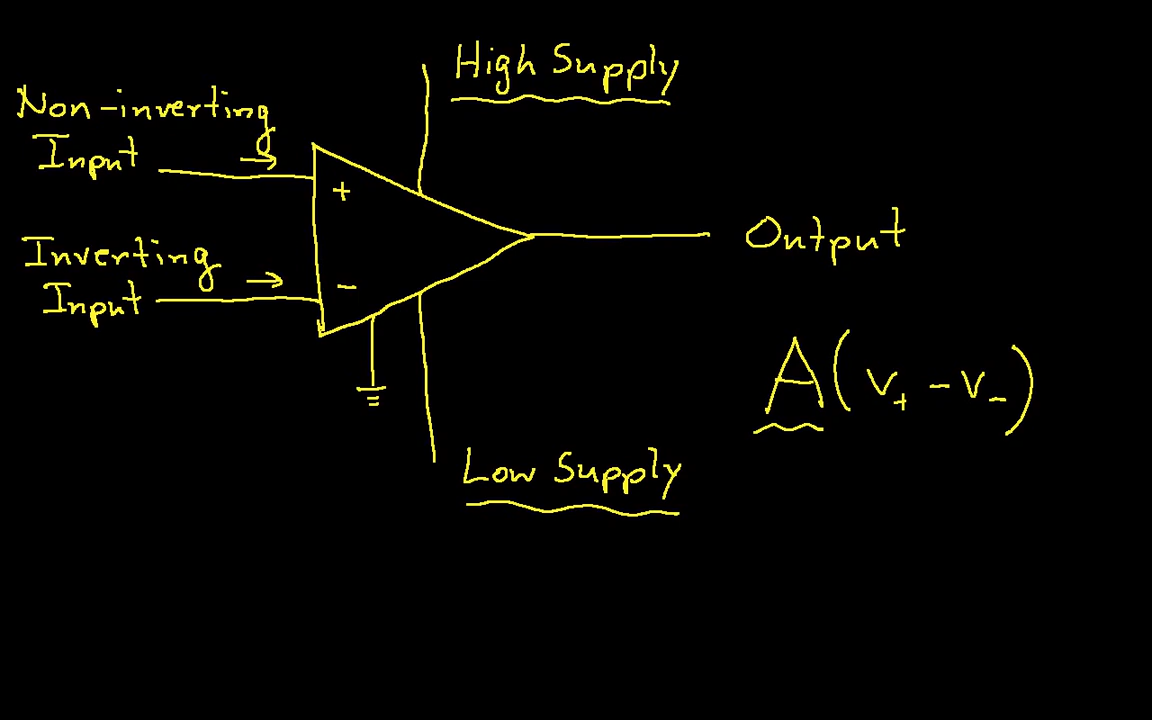 High Supply
Non-inverting
Input
+
Inverting
Input
-
Output
A(v+ - v-)
Low Supply